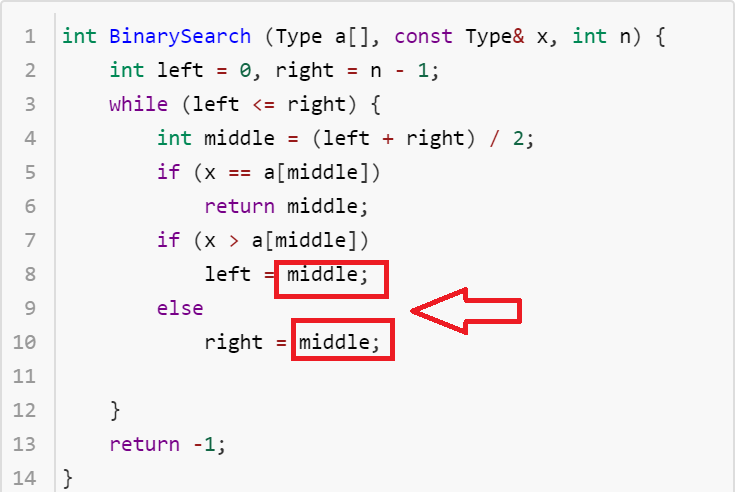 1 int BinarySearch (Type a[], const Type& x, int n) {
2     int left = 0, right = n - 1;
3     while (left <= right) {
4         int middle = (left + right) / 2;
5         if (x == a[middle])
6             return middle;
7         if (x > a[middle])
8             left = middle;
9         else
10             right = middle;
11
12     }
13     return -1;
14 }